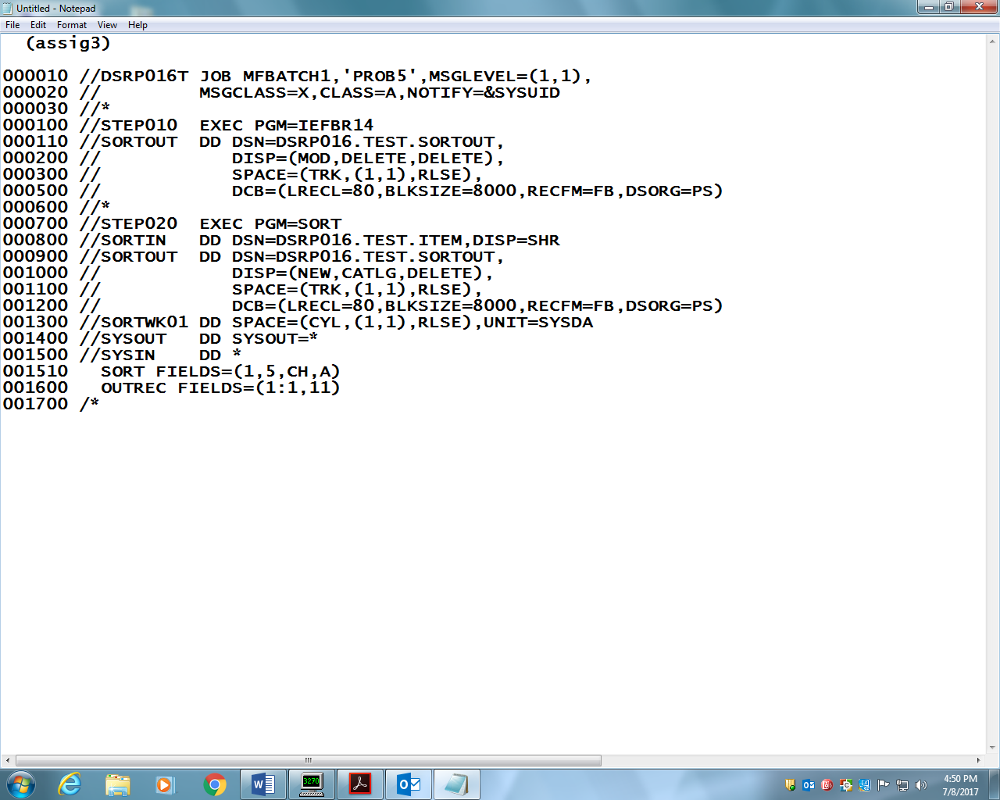 Untitled - Notepad
File Edit Format View Help
(assig3)
000010 //DSRP016T JOB MFBATCH1,'PROB5',MSGLEVEL=(1,1),
000020 //         MSGCLASS=X,CLASS=A,NOTIFY=&SYSUID
000030 //*
000100 //STEP010  EXEC PGM=IEFBR14
000110 //SORTOUT  DD DSN=DSRP016.TEST.SORTOUT,
000200 //            DISP=(MOD,DELETE,DELETE),
000300 //            SPACE=(TRK,(1,1),RLSE),
000500 //            DCB=(LRECL=80,BLKSIZE=8000,RECFM=FB,DSORG=PS)
000600 //*
000700 //STEP020  EXEC PGM=SORT
000800 //SORTIN   DD DSN=DSRP016.TEST.ITEM,DISP=SHR
000900 //SORTOUT  DD DSN=DSRP016.TEST.SORTOUT,
001000 //            DISP=(NEW,CATLG,DELETE),
001100 //            SPACE=(TRK,(1,1),RLSE),
001200 //            DCB=(LRECL=80,BLKSIZE=8000,RECFM=FB,DSORG=PS)
001300 //SORTWK01 DD SPACE=(CYL,(1,1),RLSE),UNIT=SYSDA
001400 //SYSOUT   DD SYSOUT=*
001500 //SYSIN    DD *
001510   SORT FIELDS=(1,5,CH,A)
001600   OUTREC FIELDS=(1:1,11)
001700 /*
3270
4:50 PM
7/8/2017